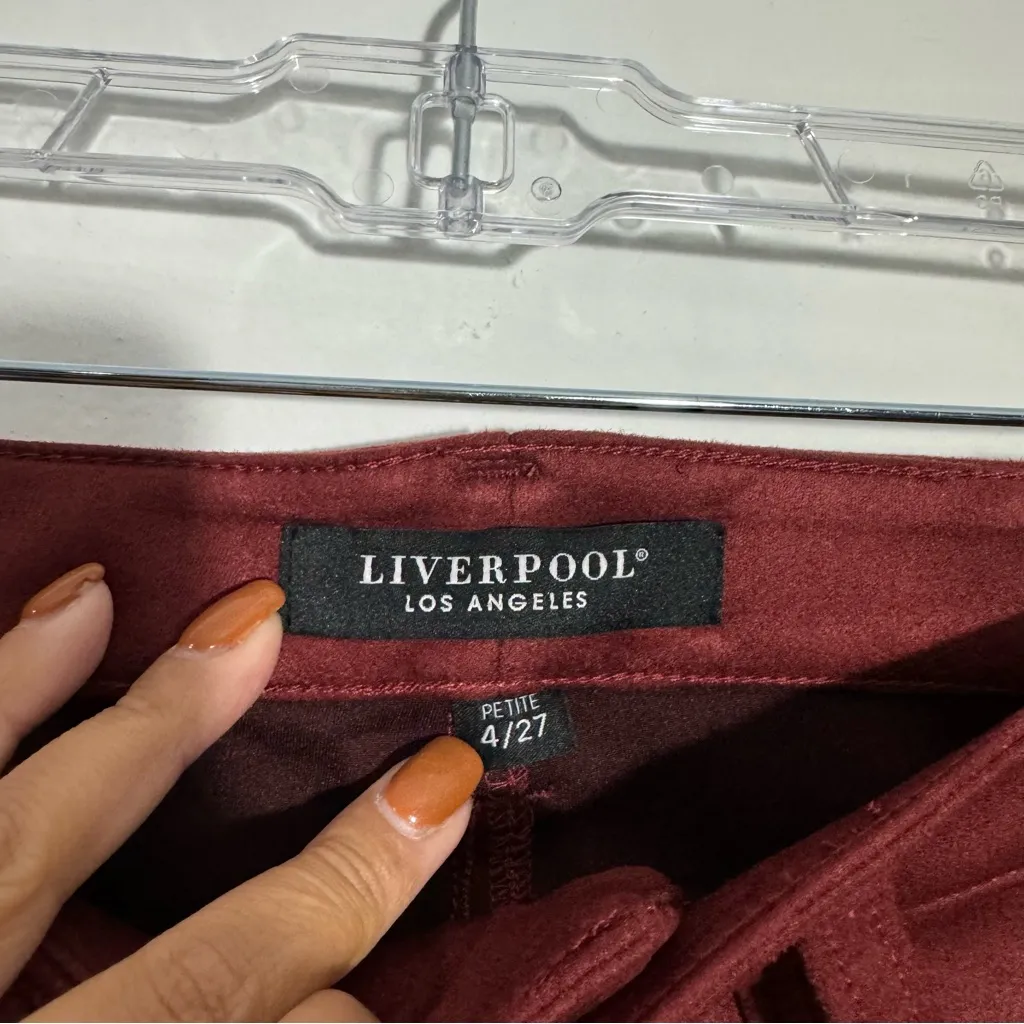 LIVERPOOL®
LOS ANGELES
PETITE
4/27